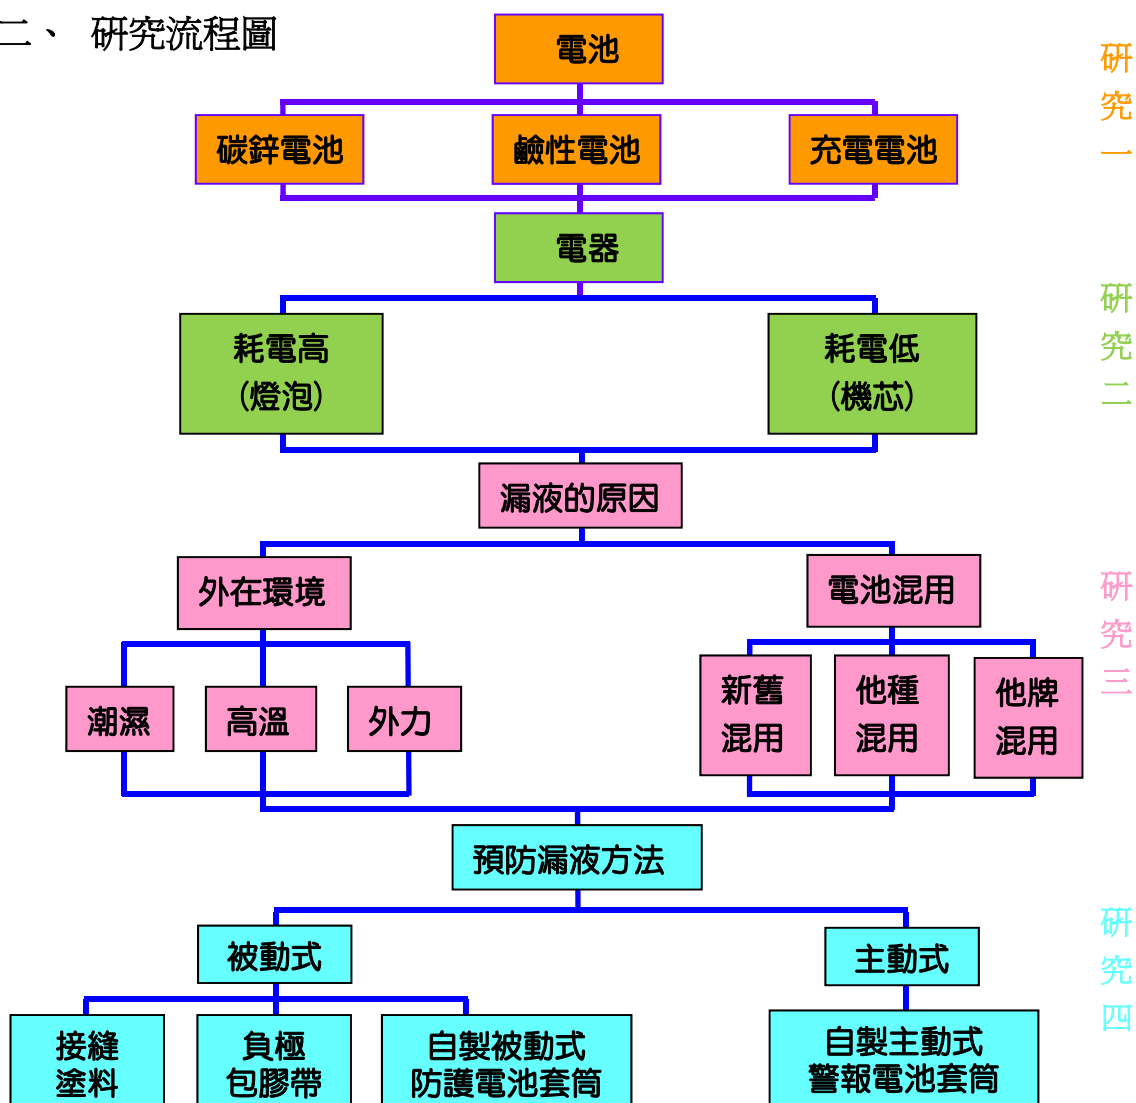 二、 研究流程圖
電池
碳鋅電池
鹼性電池
充電電池
研
究
一
電器
耗電高
(燈泡)
耗電低
(機芯)
研
究
二
漏液的原因
外在環境
電池混用
潮濕
高溫
外力
新舊
混用
他種
混用
他牌
混用
研
究
三
預防漏液方法
被動式
主動式
接縫
塗料
負極
包膠帶
自製被動式
防護電池套筒
自製主動式
警報電池套筒
研
究
四